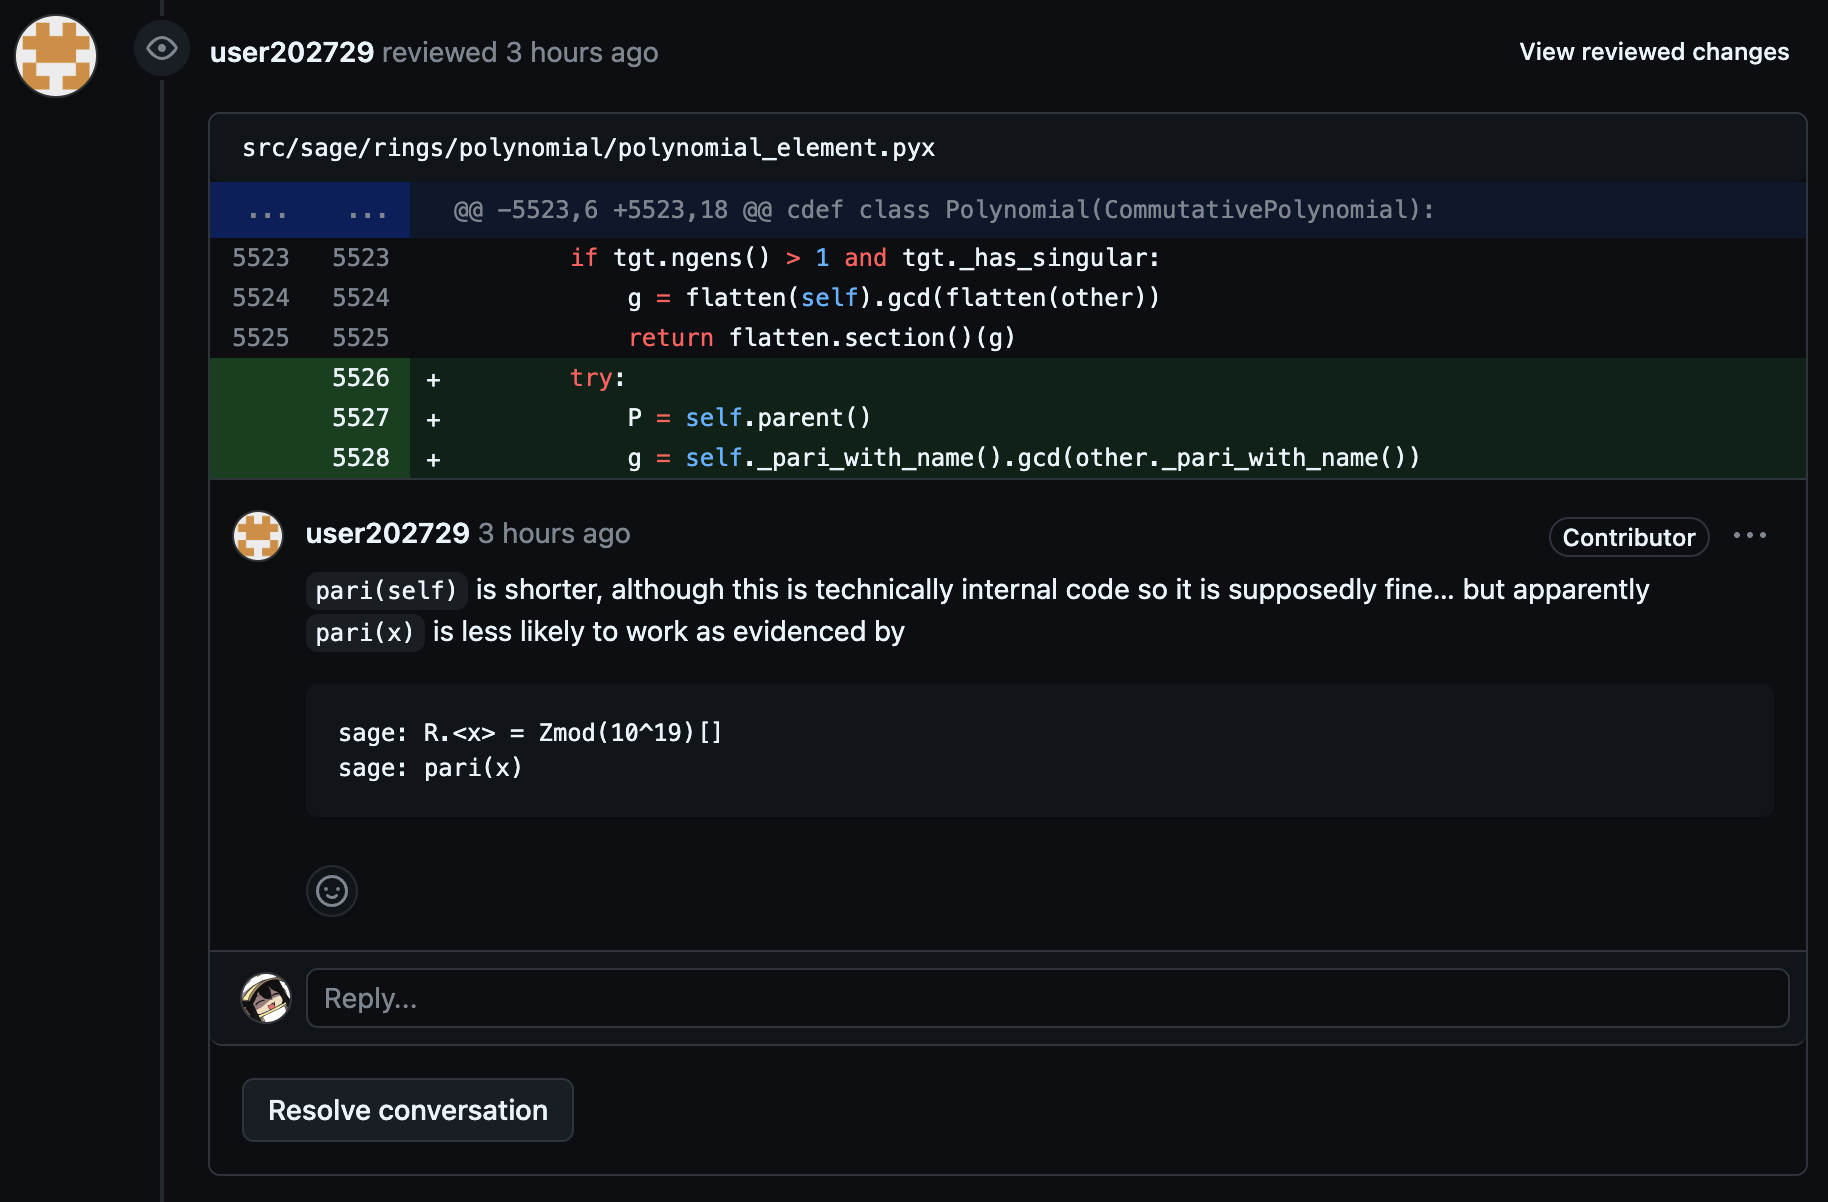 user202729 reviewed 3 hours ago
View reviewed changes
src/sage/rings/polynomial/polynomial_element.pyx
... ... @@ -5523,6 +5523,18 @@ cdef class Polynomial(CommutativePolynomial):
5523 5523 if tgt.ngens() > 1 and tgt._has_singular:
5524 5524 g = flatten(self).gcd(flatten(other))
5525 5525 return flatten.section()(g)
5526 + try:
5527 + P = self.parent()
5528 + g = self._pari_with_name().gcd(other._pari_with_name())
user202729 3 hours ago
Contributor
pari(self) is shorter, although this is technically internal code so it is supposedly fine... but apparently
pari(x) is less likely to work as evidenced by
sage: R.<x> = Zmod(10^19)[]
sage: pari(x)
Reply...
Resolve conversation